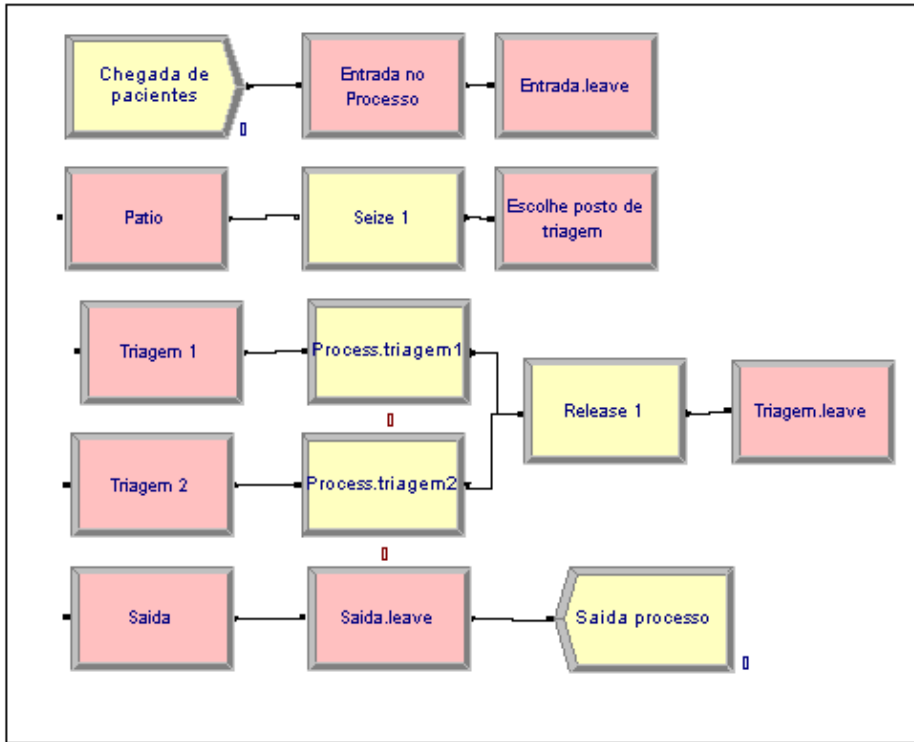 Chegada de
pacientes
Entrada no
Processo
Entrada.leave
Patio
Seize 1
Escolhe posto de
triagem
Triagem 1
Process.triagem1
Release 1
Triagem.leave
Triagem 2
Process.triagem2
Saida
Saida.leave
Saida processo